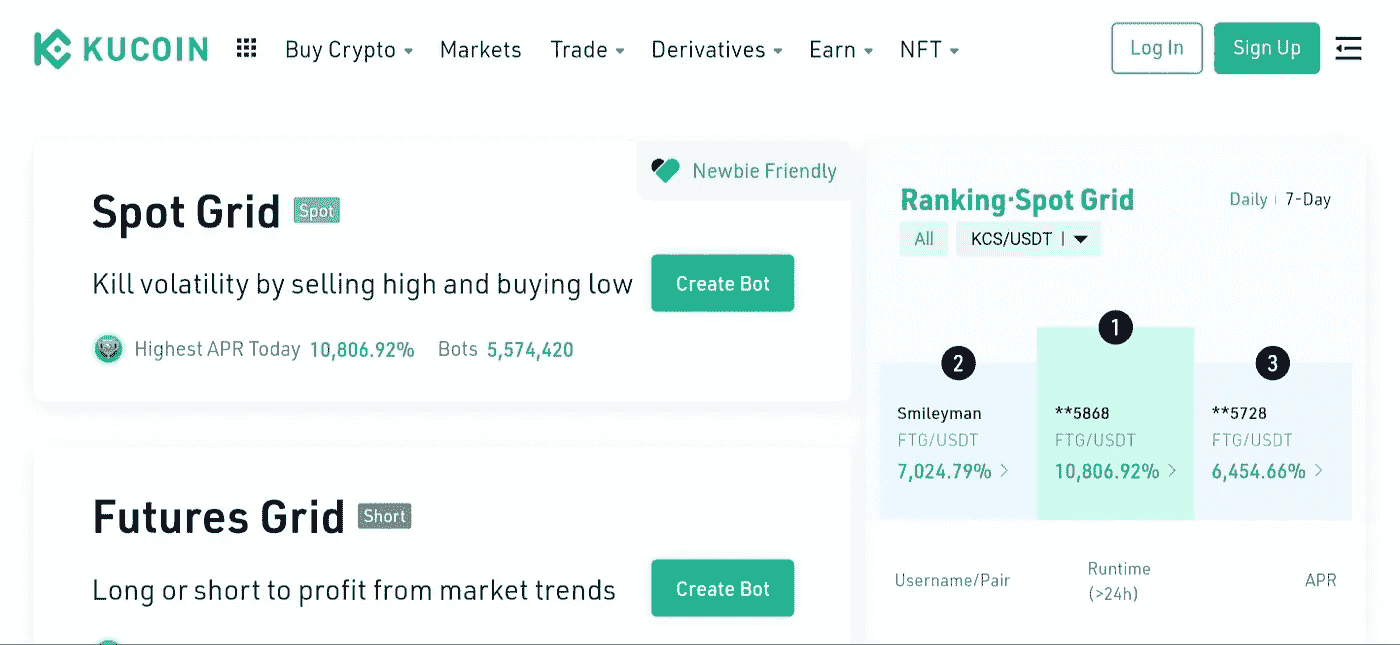 KUCOIN Buy Crypto Markets Trade Derivatives Earn NFT Log In Sign Up
Newbie Friendly
Spot Grid Spot
Kill volatility by selling high and buying low
Create Bot
Highest APR Today 10,806.92% Bots 5,574,420
Futures Grid Short
Long or short to profit from market trends
Create Bot
Ranking·Spot Grid Daily 7-Day
All KCS/USDT |
2
Smileyman
FTG/USDT
7,024.79%
1
**5868
FTG/USDT
10,806.92%
3
**5728
FTG/USDT
6,454.66%
Username/Pair
Runtime
(>24h)
APR